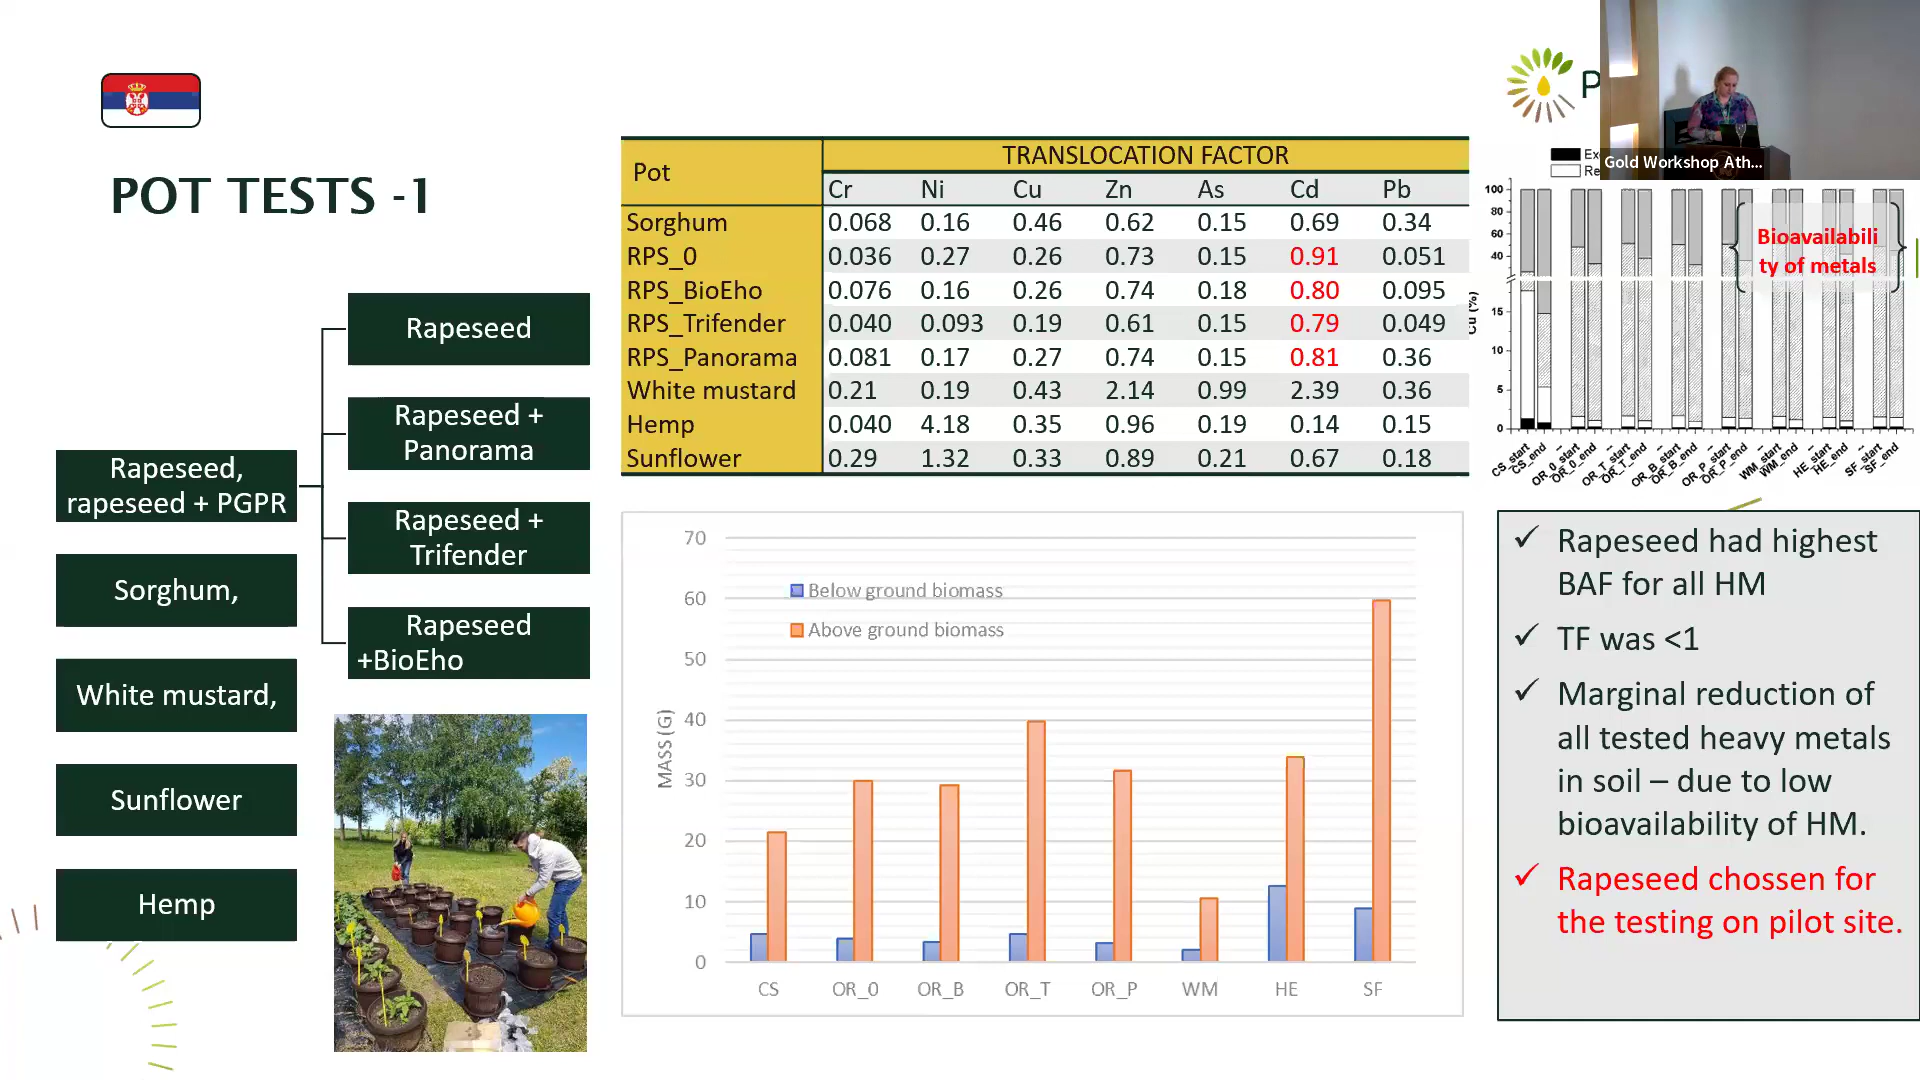 POT TESTS -1
Rapeseed,
rapeseed + PGPR
Sorghum,
White mustard,
Sunflower
Hemp
Rapeseed
Rapeseed +
Panorama
Rapeseed +
Trifender
Rapeseed
+BioEho
Pot TRANSLOCATION FACTOR
Cr Ni Cu Zn As Cd Pb
Sorghum 0.068 0.16 0.46 0.62 0.15 0.69 0.34
RPS_0 0.036 0.27 0.26 0.73 0.15 0.91 0.051
RPS_BioEho 0.076 0.16 0.26 0.74 0.18 0.80 0.095
RPS_Trifender 0.040 0.093 0.19 0.61 0.15 0.79 0.049
RPS_Panorama 0.081 0.17 0.27 0.74 0.15 0.81 0.36
White mustard 0.21 0.19 0.43 2.14 0.99 2.39 0.36
Hemp 0.040 4.18 0.35 0.96 0.19 0.14 0.15
Sunflower 0.29 1.32 0.33 0.89 0.21 0.67 0.18
MASS (G)
70
60
50
40
30
20
10
0
Below ground biomass
Above ground biomass
CS OR_0 OR_B OR_T OR_P WM HE SF
P
Gold Workshop Ath...
Ex
Re
Cu (%)
100
80
60
40
15
10
5
0
Bioavailabili
ty of metals
CS_start CS_end OR_0_start OR_0_end OR_T_start OR_T_end OR_B_start OR_B_end OR_P_start OR_P_end WM_start WM_end HE_start HE_end SF_start SF_end
✓ Rapeseed had highest
BAF for all HM
✓ TF was <1
✓ Marginal reduction of
all tested heavy metals
in soil – due to low
bioavailability of HM.
✓ Rapeseed chossen for
the testing on pilot site.